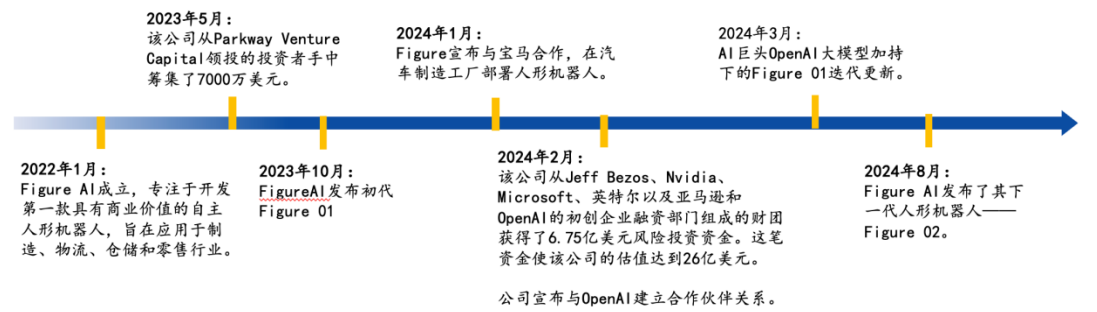 2022年1月：
Figure AI成立，专注于开发
第一款具有商业价值的自主
人形机器人，旨在应用于制
造、物流、仓储和零售行业。
2023年5月：
该公司从Parkway Venture
Capital领投的投资者手中
筹集了7000万美元。
2023年10月：
FigureAI发布初代
Figure 01
2024年1月：
Figure宣布与宝马合作，在汽
车制造工厂部署人形机器人。
2024年2月：
该公司从Jeff Bezos、Nvidia、
Microsoft、英特尔以及亚马逊和
OpenAI的初创企业融资部门组成的财团
获得了6.75亿美元风险投资资金。这笔
资金使该公司的估值达到26亿美元。
公司宣布与OpenAI建立合作伙伴关系。
2024年3月：
AI巨头OpenAI大模型加持
下的Figure 01迭代更新。
2024年8月：
Figure AI发布了其下
一代人形机器人——
Figure 02。